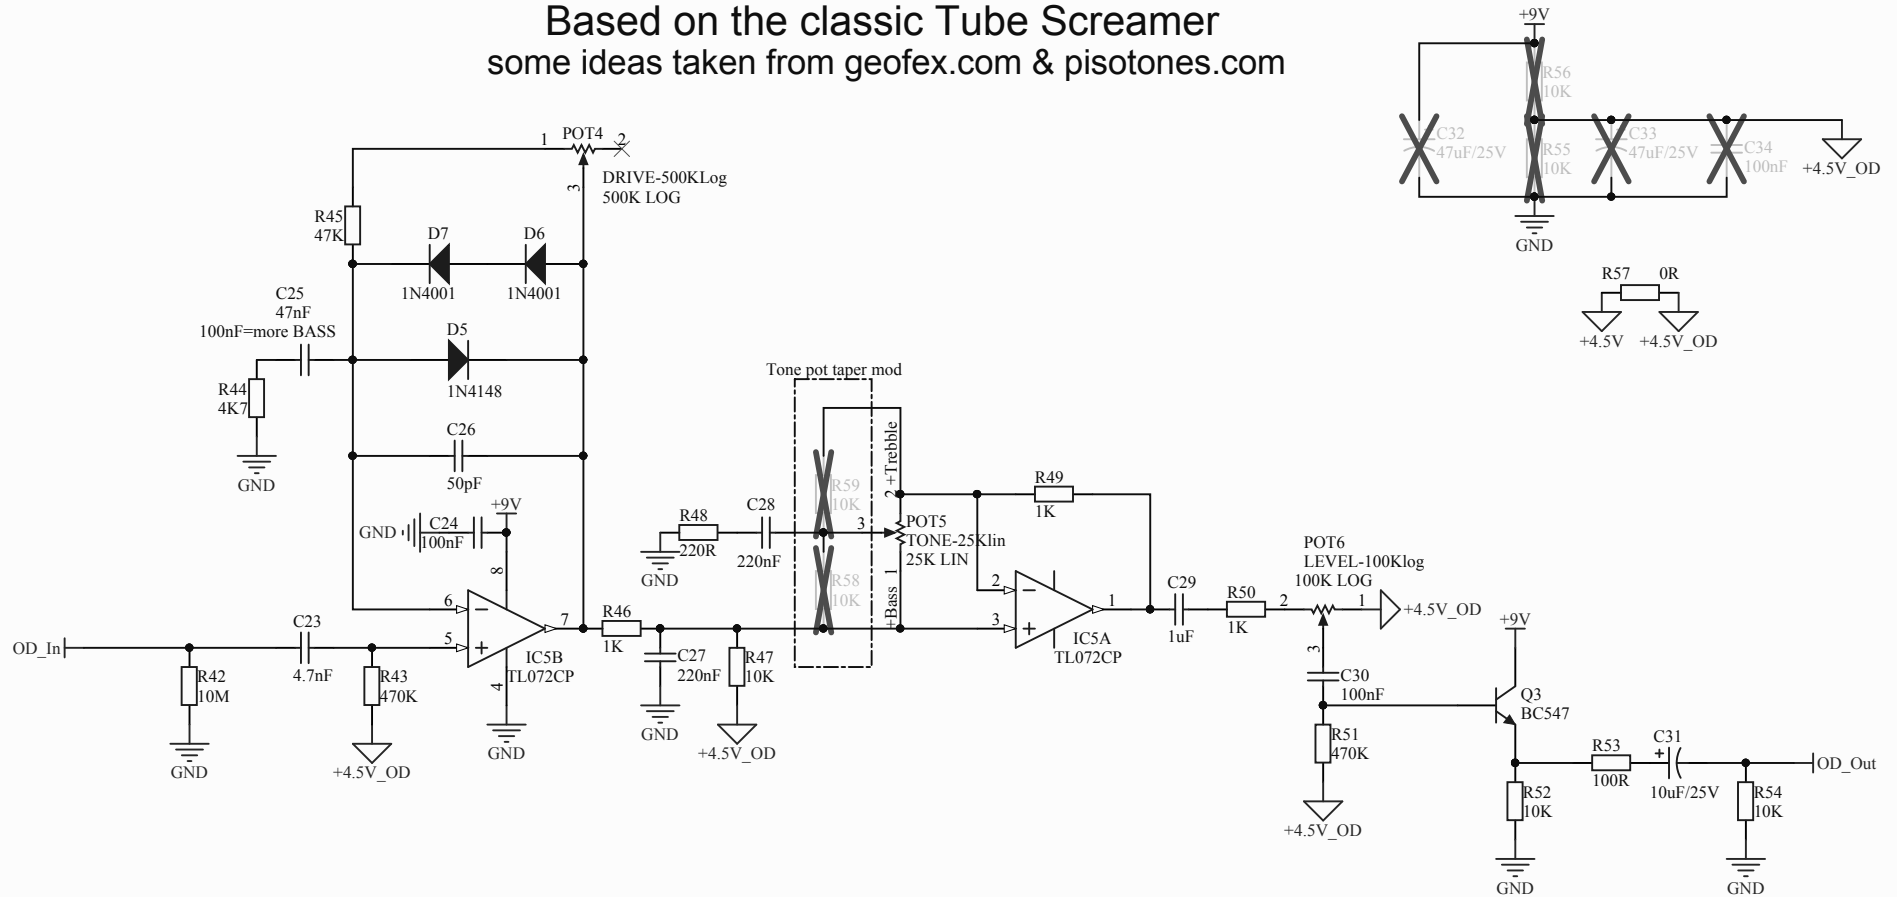 Based on the classic Tube Screamer
some ideas taken from geofex.com & pisotones.com
+9V
R56
10K
C32
47uF/25V
R55
10K
C33
47uF/25V
C34
100nF
+4.5V_OD
GND
R57 0R
+4.5V +4.5V_OD
1 POT4 2
3
DRIVE-500KLog
500K LOG
R45
47K
D7 D6
1N4001 1N4001
C25
47nF
100nF=more BASS
D5
1N4148
R44
4K7
GND
C26
50pF
+9V
GND C24
100nF
8
6
5
7
4
IC5B
TL072CP
GND
OD_In
R42
10M
GND
C23
4.7nF
R43
470K
+4.5V_OD
R46
1K
C27
220nF
GND
R47
10K
+4.5V_OD
Tone pot taper mod
R59
10K
R58
10K
R48
220R
GND
C28
220nF
3
2 +Trebble
POT5
TONE-25Klin
25K LIN
+Bass 1
R49
1K
2
3
1
IC5A
TL072CP
C29
1uF
R50
1K
POT6
LEVEL-100Klog
100K LOG
2 1
+4.5V_OD
3
C30
100nF
R51
470K
+4.5V_OD
+9V
Q3
BC547
R52
10K
GND
R53
100R
C31
+
10uF/25V
R54
10K
GND
OD_Out